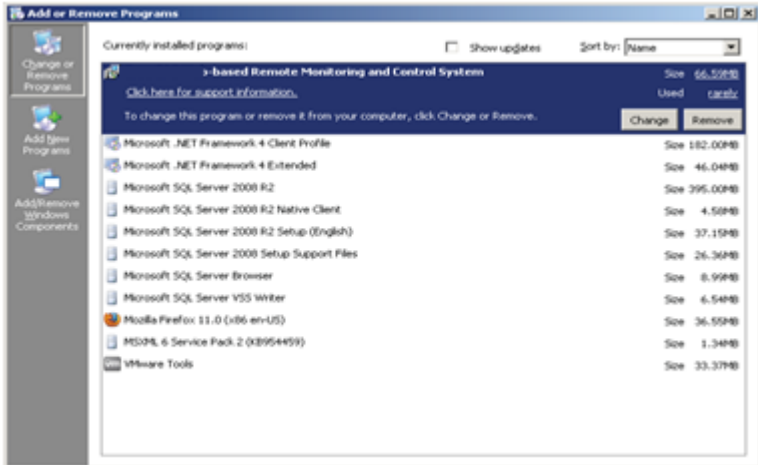 Add or Remove Programs
Change or
Remove
Programs
Add New
Programs
Add/Remove
Windows
Components
Currently installed programs:
Show updates
Sort by: Name
-based Remote Monitoring and Control System
Size 66.59MB
Click here for support information.
Used rarely
To change this program or remove it from your computer, click Change or Remove.
Change
Remove
Microsoft .NET Framework 4 Client Profile Size 182.00MB
Microsoft .NET Framework 4 Extended Size 46.04MB
Microsoft SQL Server 2008 R2 Size 395.00MB
Microsoft SQL Server 2008 R2 Native Client Size 4.58MB
Microsoft SQL Server 2008 R2 Setup (English) Size 37.15MB
Microsoft SQL Server 2008 Setup Support Files Size 26.36MB
Microsoft SQL Server Browser Size 8.99MB
Microsoft SQL Server VSS Writer Size 6.54MB
Mozilla Firefox 11.0 (x86 en-US) Size 36.55MB
MSXML 6 Service Pack 2 (KB954459) Size 1.34MB
VMware Tools Size 33.37MB